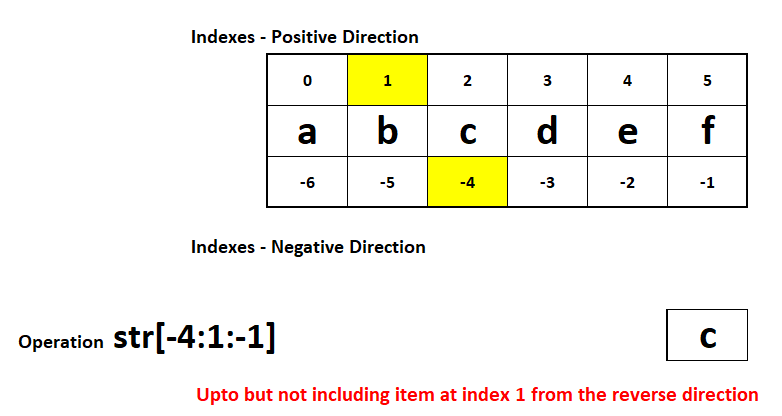 Indexes - Positive Direction
0 1 2 3 4 5
a b c d e f
-6 -5 -4 -3 -2 -1
Indexes - Negative Direction
Operation str[-4:1:-1] c
Upto but not including item at index 1 from the reverse direction